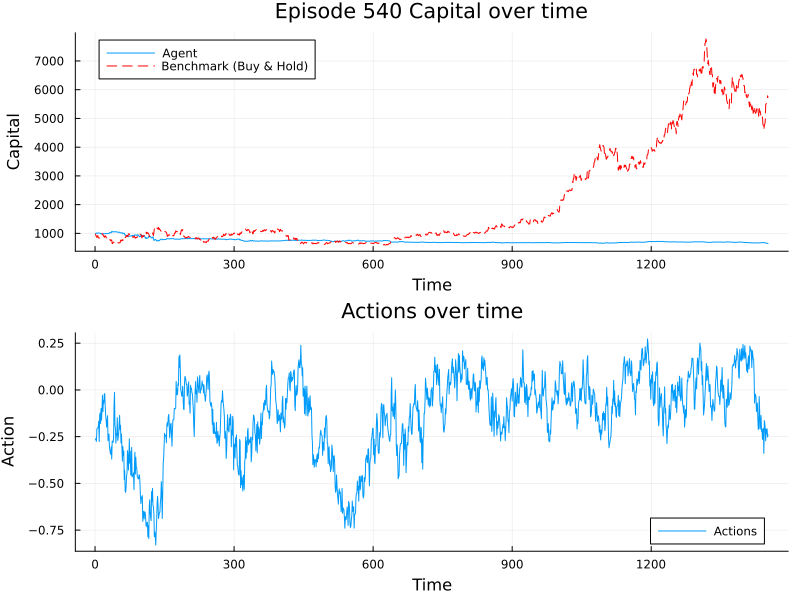 Episode 540 Capital over time
Agent
Benchmark (Buy & Hold)
7000
6000
5000
4000
3000
2000
1000
Capital
0 300 600 900 1200
Time
Actions over time
0.25
0.00
−0.25
−0.50
−0.75
Action
Actions
0 300 600 900 1200
Time